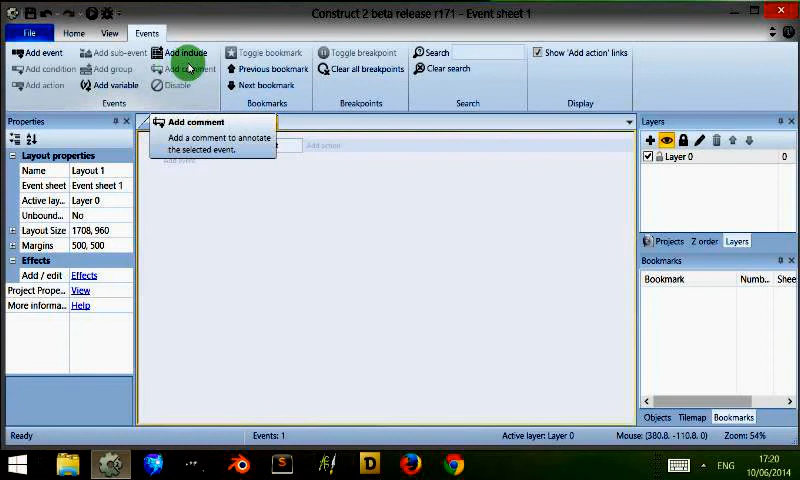 Construct 2 beta release r171 - Event sheet 1
File Home View Events
Add event Add sub-event Add include Toggle bookmark Toggle breakpoint Search Show 'Add action' links
Add condition Add group Add comment Previous bookmark Clear all breakpoints Clear search
Add action Add variable Disable Next bookmark
Events Bookmarks Breakpoints Search Display
Properties
Layout properties
Name Layout 1
Event sheet Event sheet 1
Active lay... Layer 0
Unboun... No
Layout Size 1708, 960
Margins 500, 500
Effects
Add / edit Effects
Project Prope... View
More informa... Help
Add comment
Add a comment to annotate
the selected event.
Add action
Add event
Layers
Layer 0 0
Projects Z order Layers
Bookmarks
Bookmark Numb... Shee
Objects Tilemap Bookmarks
Ready Events: 1 Active layer: Layer 0 Mouse: (380.8, -110.8, 0) Zoom: 54%
S D ENG 17:20
10/06/2014